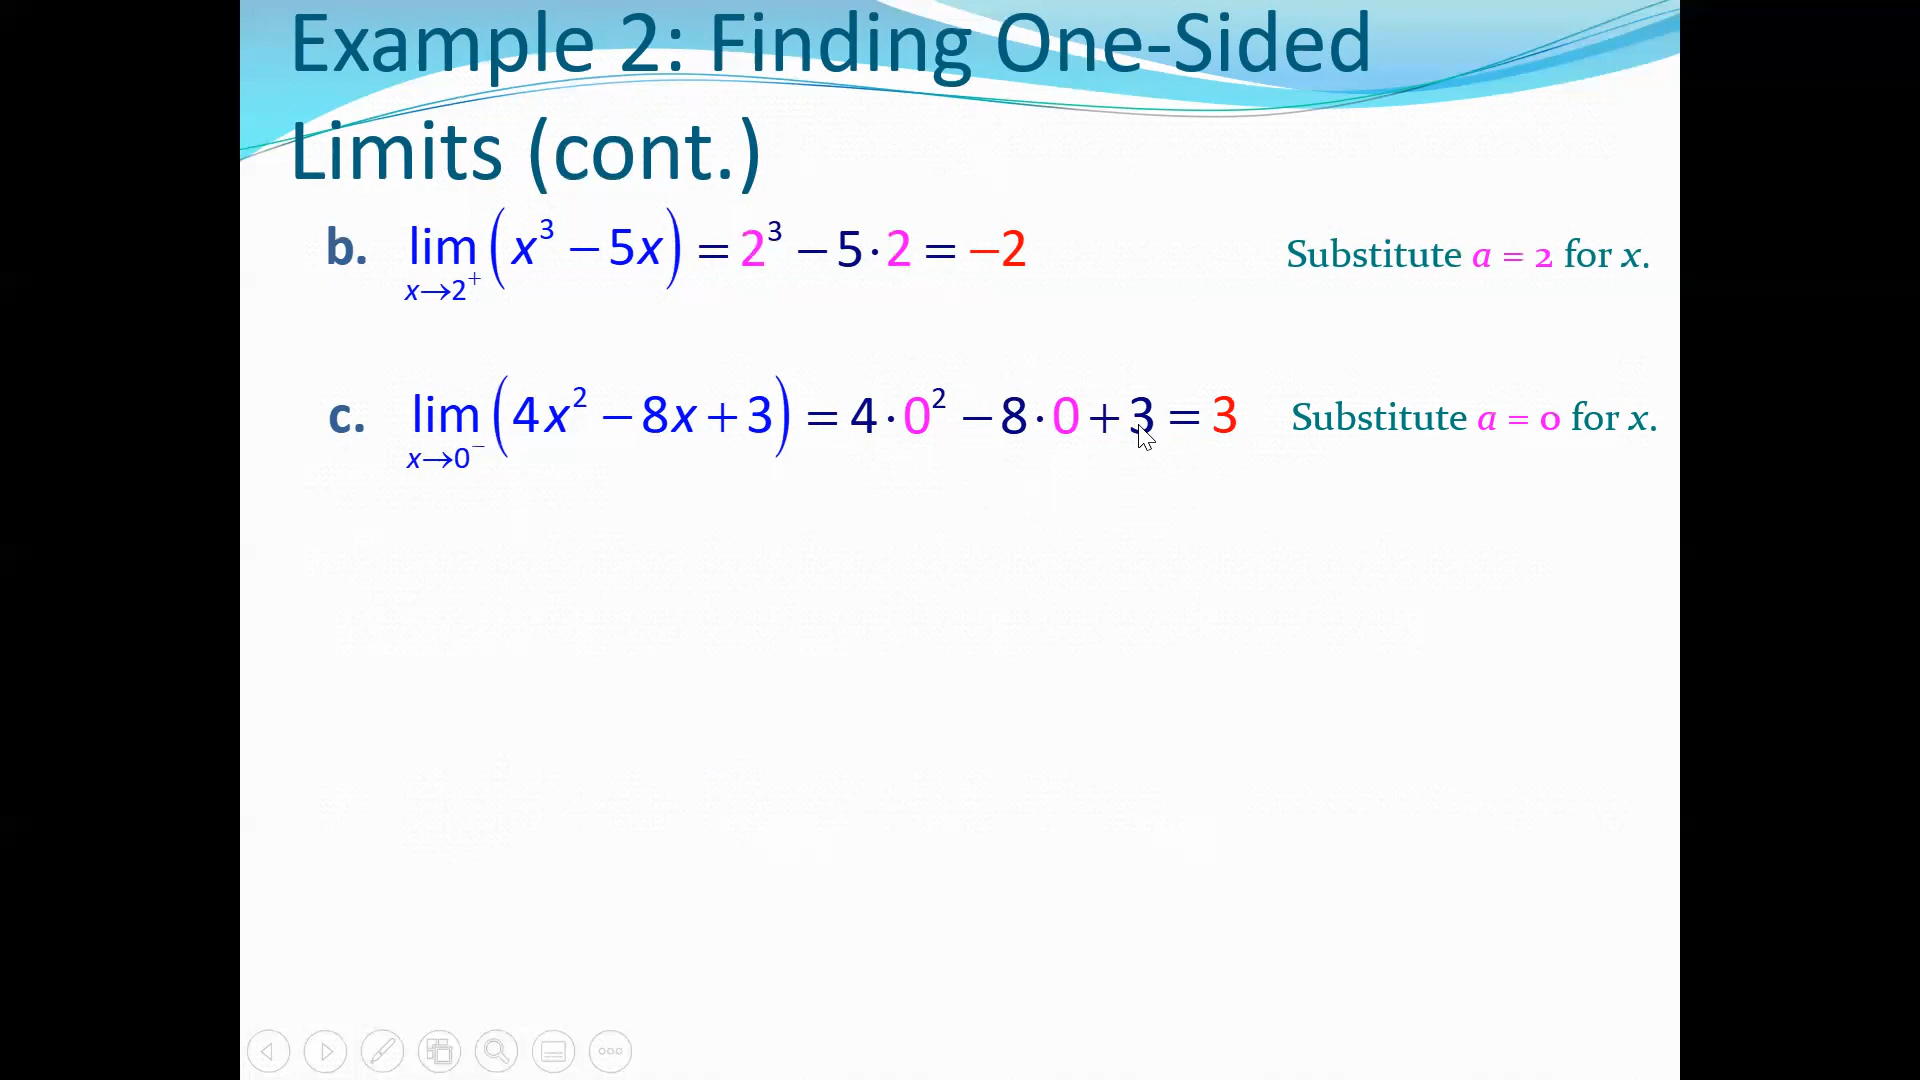 Example 2: Finding One-Sided
Limits (cont.)
b. lim x→2⁺ (x³ − 5x) = 2³ − 5·2 = −2 Substitute a = 2 for x.
c. lim x→0⁻ (4x² − 8x + 3) = 4·0² − 8·0 + 3 = 3 Substitute a = 0 for x.